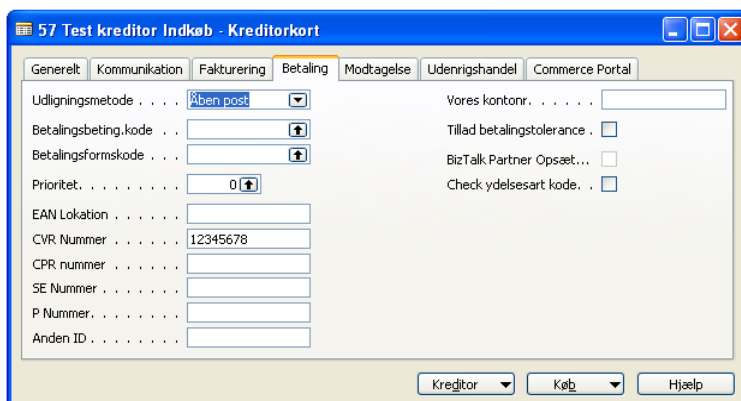 57 Test kreditor Indkøb - Kreditorkort
Generelt Kommunikation Fakturering Betaling Modtagelse Udenrigshandel Commerce Portal
Udligningsmetode . . . . Åben post
Vores kontonr. . . . . .
Betalingsbeting.kode . .
Tillad betalingstolerance .
Betalingsformskode . . .
BizTalk Partner Opsæt...
Prioritet. . . . . . . . 0
Check ydelsesart kode. .
EAN Lokation . . . . . .
CVR Nummer . . . . . . 12345678
CPR nummer . . . . . .
SE Nummer . . . . . . .
P Nummer. . . . . . . .
Anden ID . . . . . . . .
Kreditor Køb Hjælp